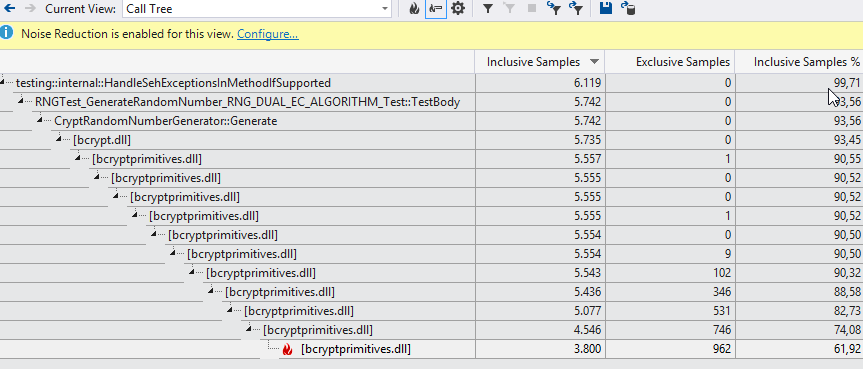 Current View: Call Tree
Noise Reduction is enabled for this view. Configure...
Inclusive Samples Exclusive Samples Inclusive Samples %
testing::internal::HandleSehExceptionsInMethodIfSupported 6.119 0 99,71
RNGTest_GenerateRandomNumber_RNG_DUAL_EC_ALGORITHM_Test::TestBody 5.742 0 93,56
CryptRandomNumberGenerator::Generate 5.742 0 93,56
[bcrypt.dll] 5.735 0 93,45
[bcryptprimitives.dll] 5.557 1 90,55
[bcryptprimitives.dll] 5.555 0 90,52
[bcryptprimitives.dll] 5.555 0 90,52
[bcryptprimitives.dll] 5.555 1 90,52
[bcryptprimitives.dll] 5.554 0 90,50
[bcryptprimitives.dll] 5.554 9 90,50
[bcryptprimitives.dll] 5.543 102 90,32
[bcryptprimitives.dll] 5.436 346 88,58
[bcryptprimitives.dll] 5.077 531 82,73
[bcryptprimitives.dll] 4.546 746 74,08
[bcryptprimitives.dll] 3.800 962 61,92